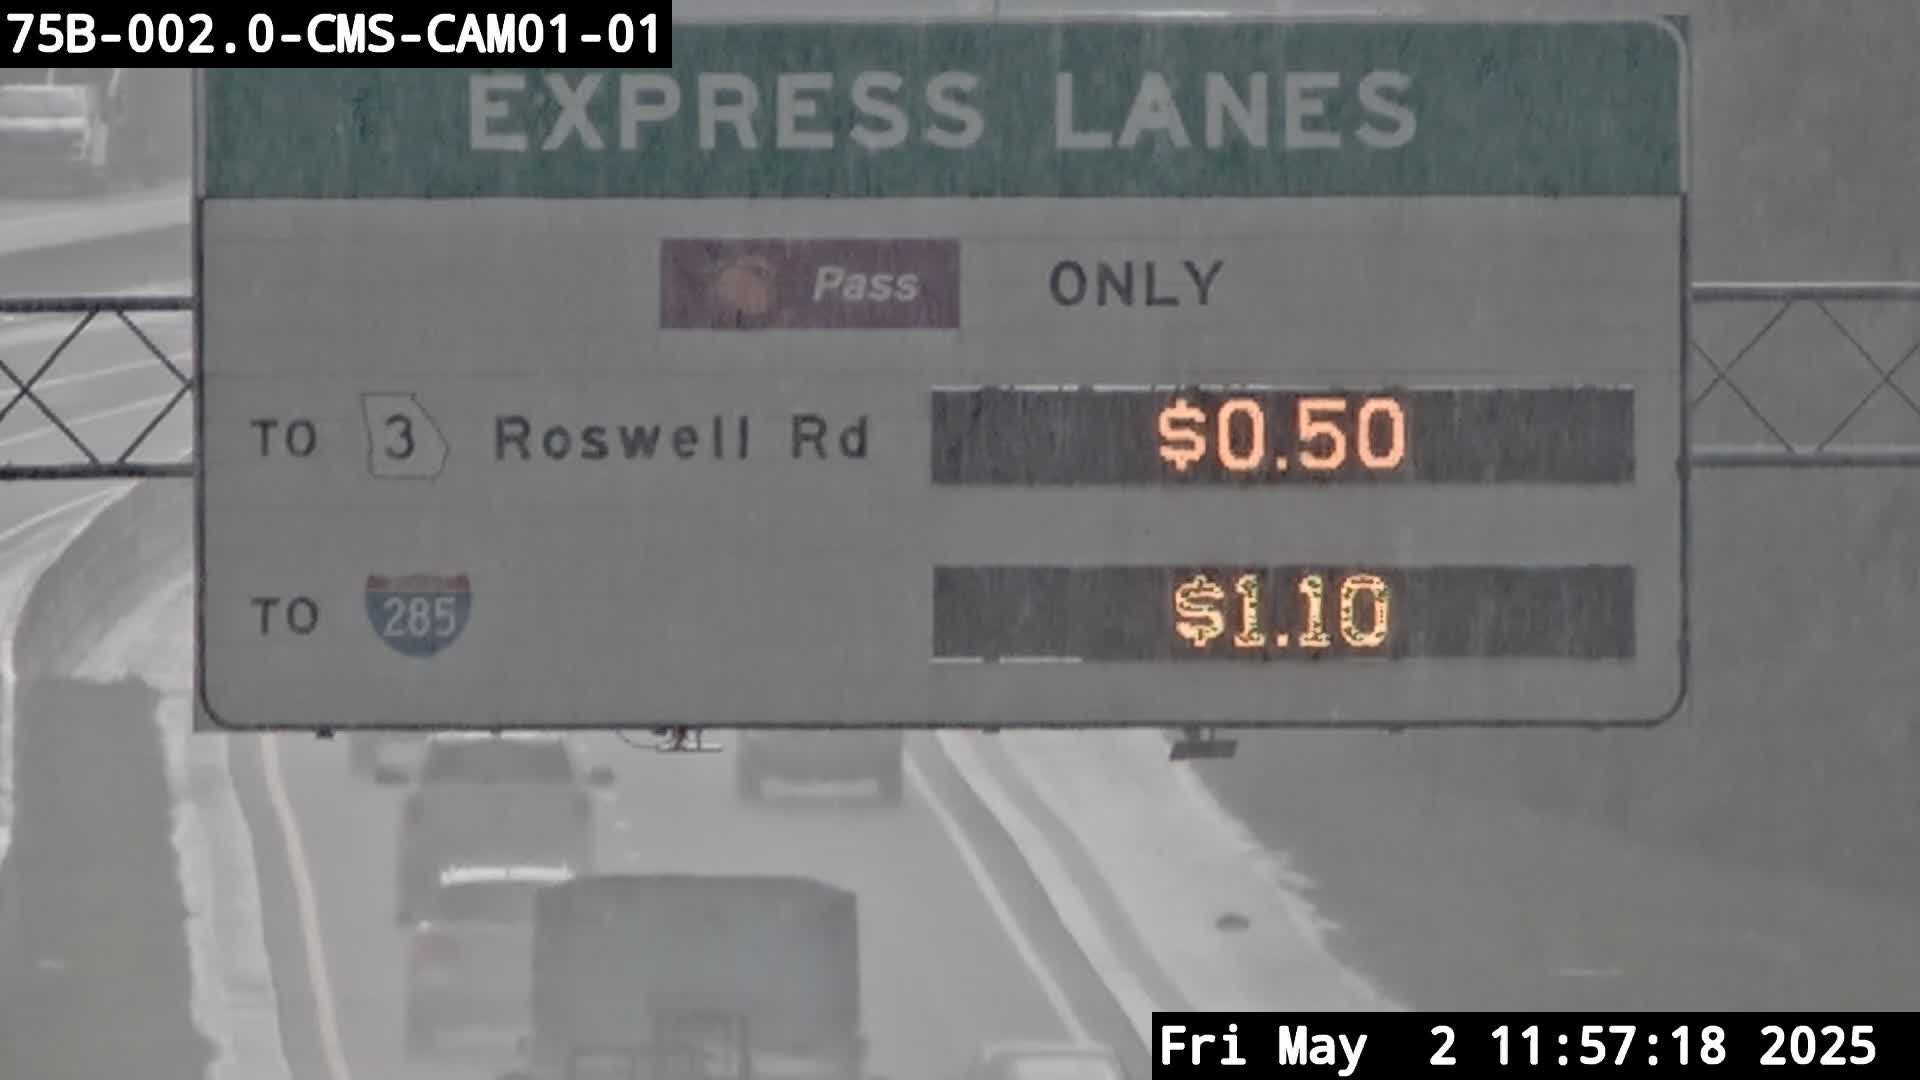 75B-002.0-CMS-CAM01-01
EXPRESS LANES
Pass ONLY
TO 3 Roswell Rd $0.50
TO 285 $1.10
Fri May 2 11:57:18 2025